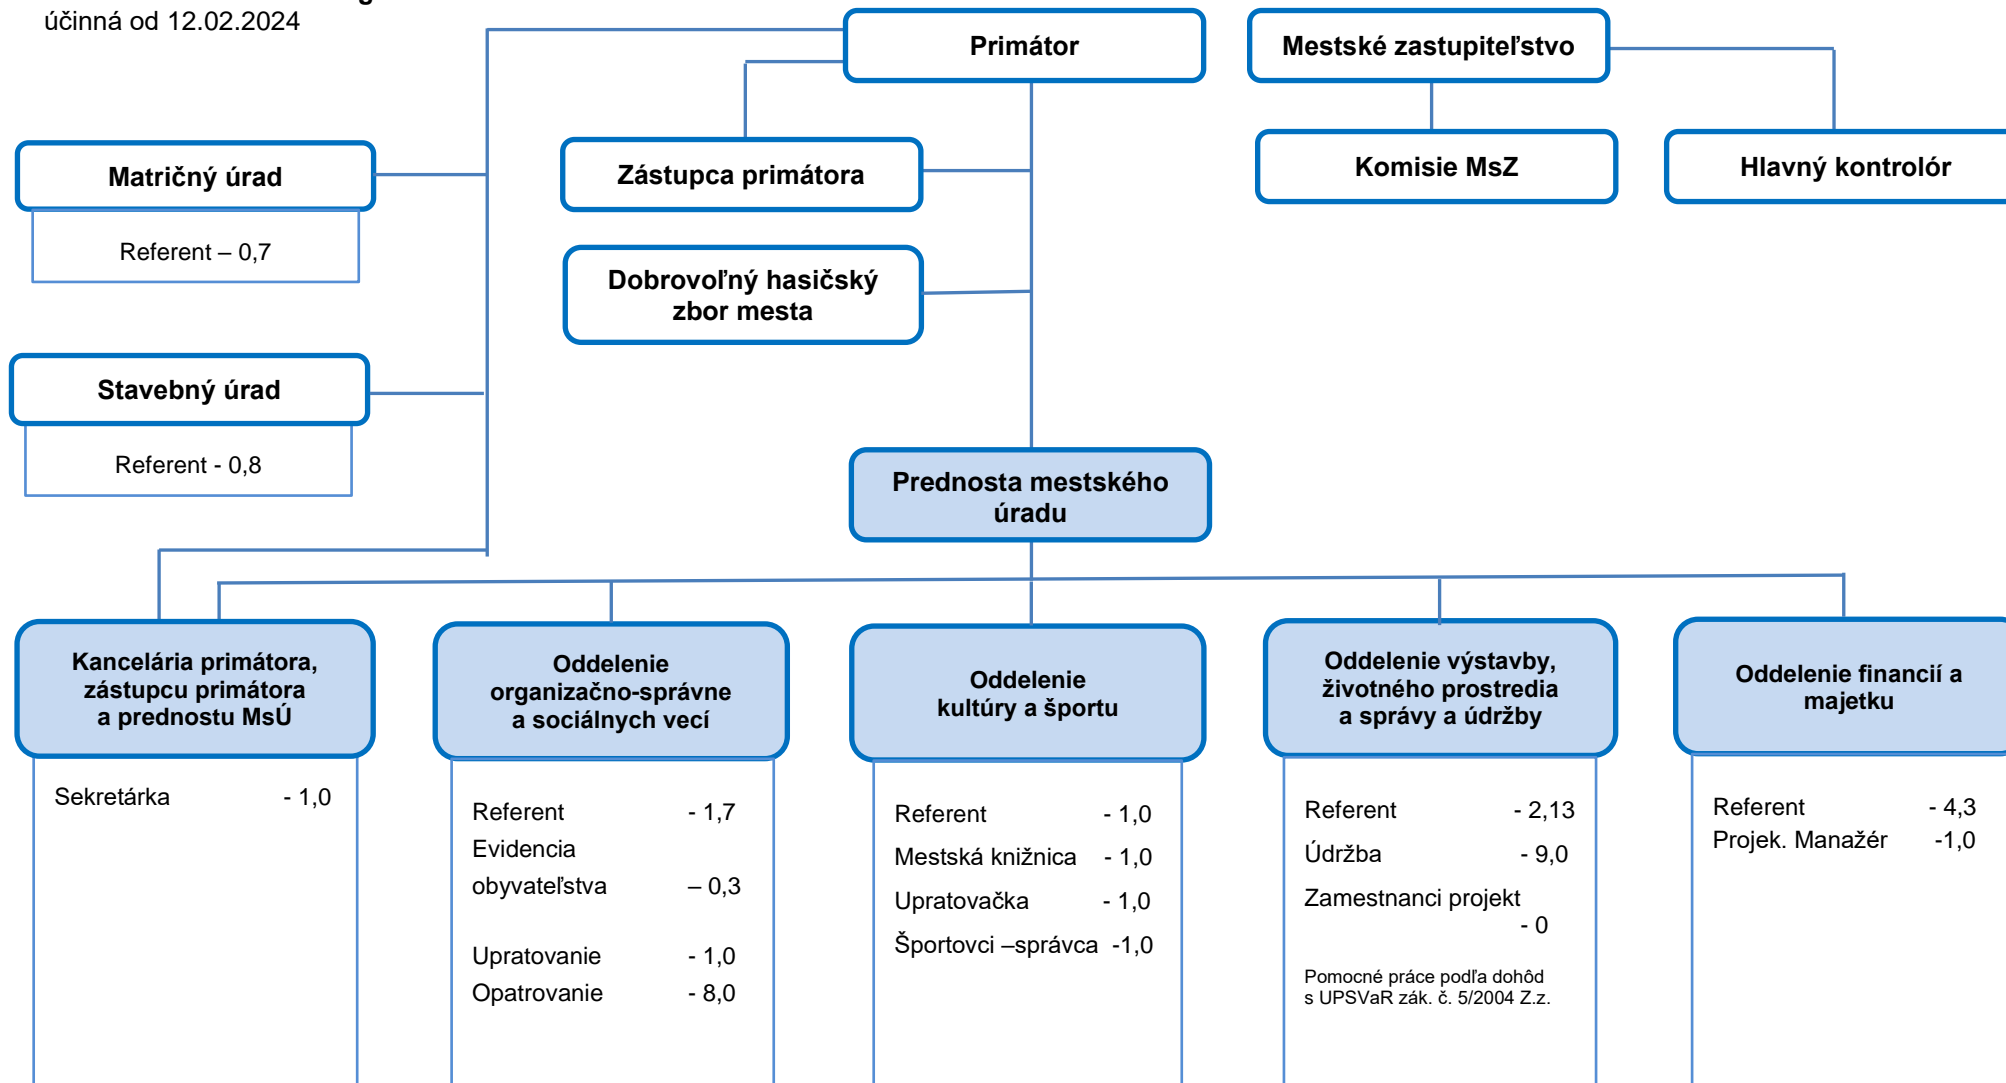 účinná od 12.02.2024
Primátor
Mestské zastupiteľstvo
Matričný úrad
Referent – 0,7
Zástupca primátora
Komisie MsZ
Hlavný kontrolór
Dobrovoľný hasičský
zbor mesta
Stavebný úrad
Referent - 0,8
Prednosta mestského
úradu
Kancelária primátora,
zástupcu primátora
a prednostu MsÚ
Sekretárka - 1,0
Oddelenie
organizačno-správne
a sociálnych vecí
Referent - 1,7
Evidencia
obyvateľstva – 0,3
Upratovanie - 1,0
Opatrovanie - 8,0
Oddelenie
kultúry a športu
Referent - 1,0
Mestská knižnica - 1,0
Upratovačka - 1,0
Športovci –správca -1,0
Oddelenie výstavby,
životného prostredia
a správy a údržby
Referent - 2,13
Údržba - 9,0
Zamestnanci projekt
- 0
Pomocné práce podľa dohôd
s UPSVaR zák. č. 5/2004 Z.z.
Oddelenie financií a
majetku
Referent - 4,3
Projek. Manažér -1,0